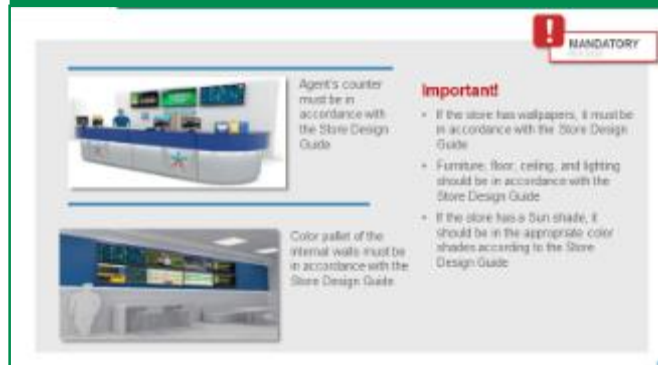 MANDATORY
Agent's counter
must be in
accordance with
the Store Design
Guide
Color pallet of the
internal walls must be
in accordance with the
Store Design Guide
Important!
• If the store has wallpapers, it must be
in accordance with the Store Design
Guide
• Furniture, floor, ceiling, and lighting
should be in accordance with the
Store Design Guide
• If the store has a Sun shade, it
should be in the appropriate color
shades according to the Store
Design Guide